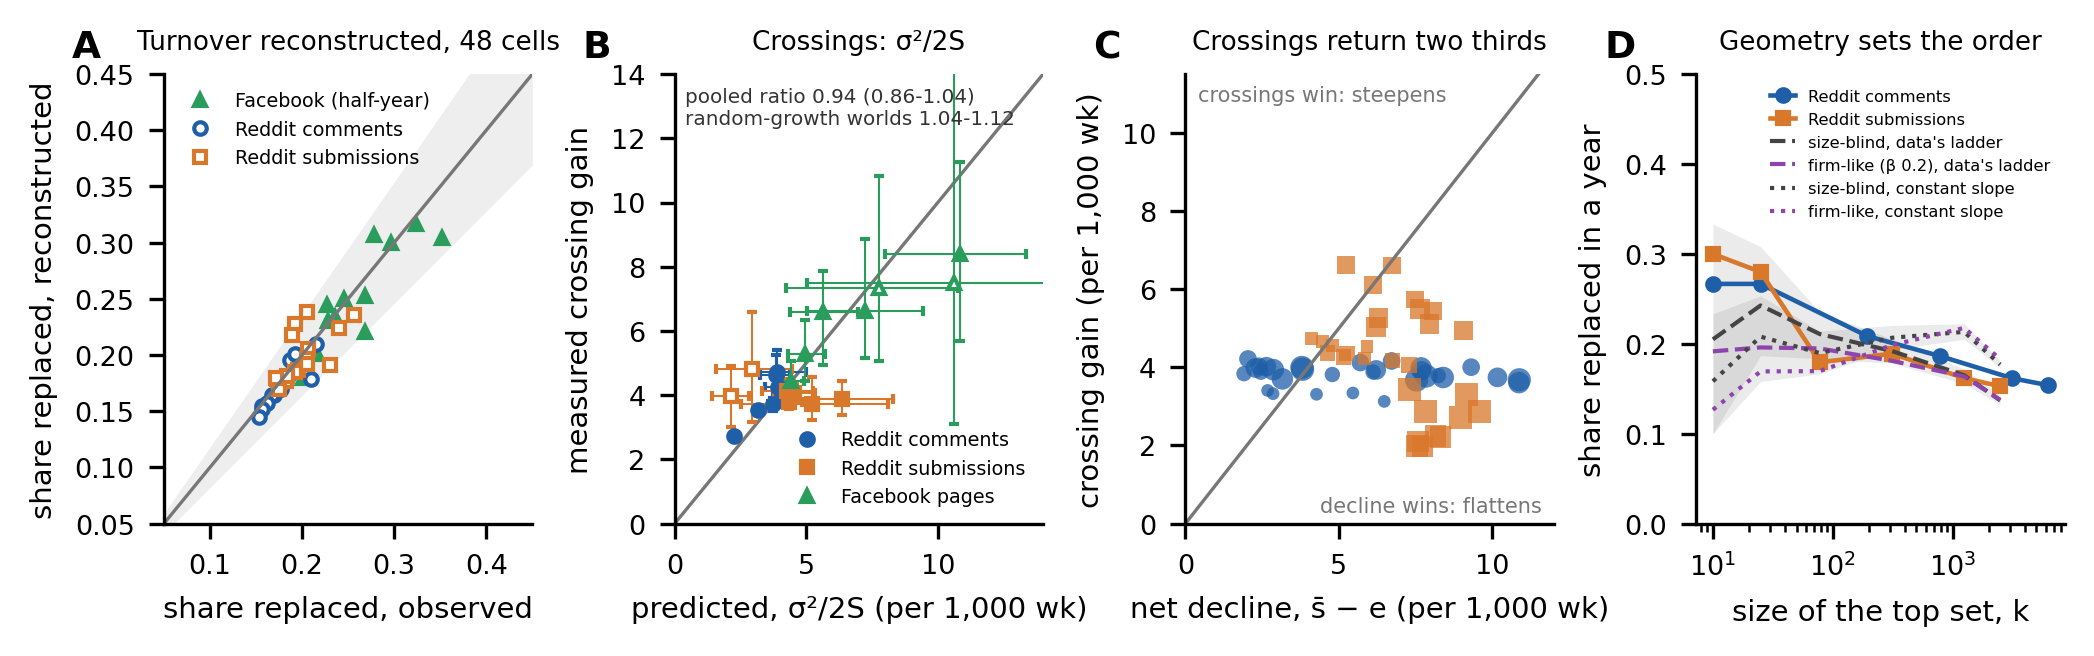 A
Turnover reconstructed, 48 cells
share replaced, reconstructed
0.45
0.40
0.35
0.30
0.25
0.20
0.15
0.10
0.05
Facebook (half-year)
Reddit comments
Reddit submissions
0.1 0.2 0.3 0.4
share replaced, observed
B
Crossings: σ²/2S
measured crossing gain
14
12
10
8
6
4
2
0
pooled ratio 0.94 (0.86-1.04)
random-growth worlds 1.04-1.12
Reddit comments
Reddit submissions
Facebook pages
0 5 10
predicted, σ²/2S (per 1,000 wk)
C
Crossings return two thirds
crossing gain (per 1,000 wk)
10
8
6
4
2
0
crossings win: steepens
decline wins: flattens
0 5 10
net decline, s̄ − e (per 1,000 wk)
D
Geometry sets the order
share replaced in a year
0.5
0.4
0.3
0.2
0.1
0.0
Reddit comments
Reddit submissions
size-blind, data's ladder
firm-like (β 0.2), data's ladder
size-blind, constant slope
firm-like, constant slope
10¹ 10² 10³
size of the top set, k